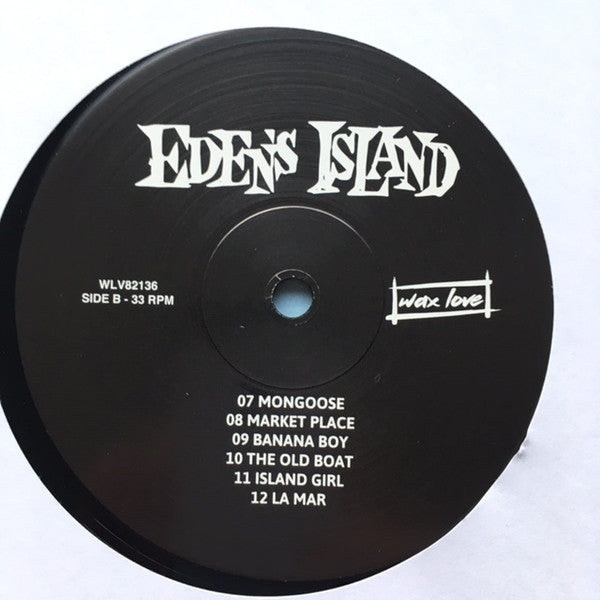 EDEN'S ISLAND
WLV82136
SIDE B - 33 RPM
wax love
07 MONGOOSE
08 MARKET PLACE
09 BANANA BOY
10 THE OLD BOAT
11 ISLAND GIRL
12 LA MAR